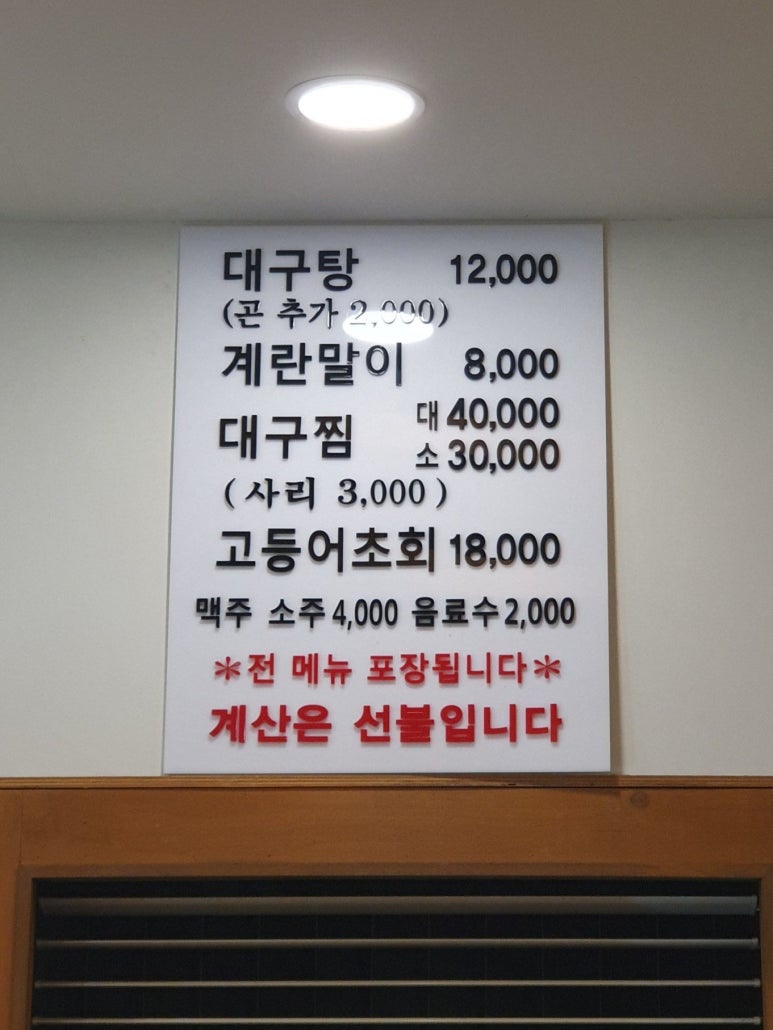 대구탕 12,000
(곤 추가 2,000)
계란말이 8,000
대구찜 대 40,000
소 30,000
(사리 3,000)
고등어초회 18,000
맥주 소주 4,000 음료수 2,000
*전 메뉴 포장됩니다*
계산은 선불입니다